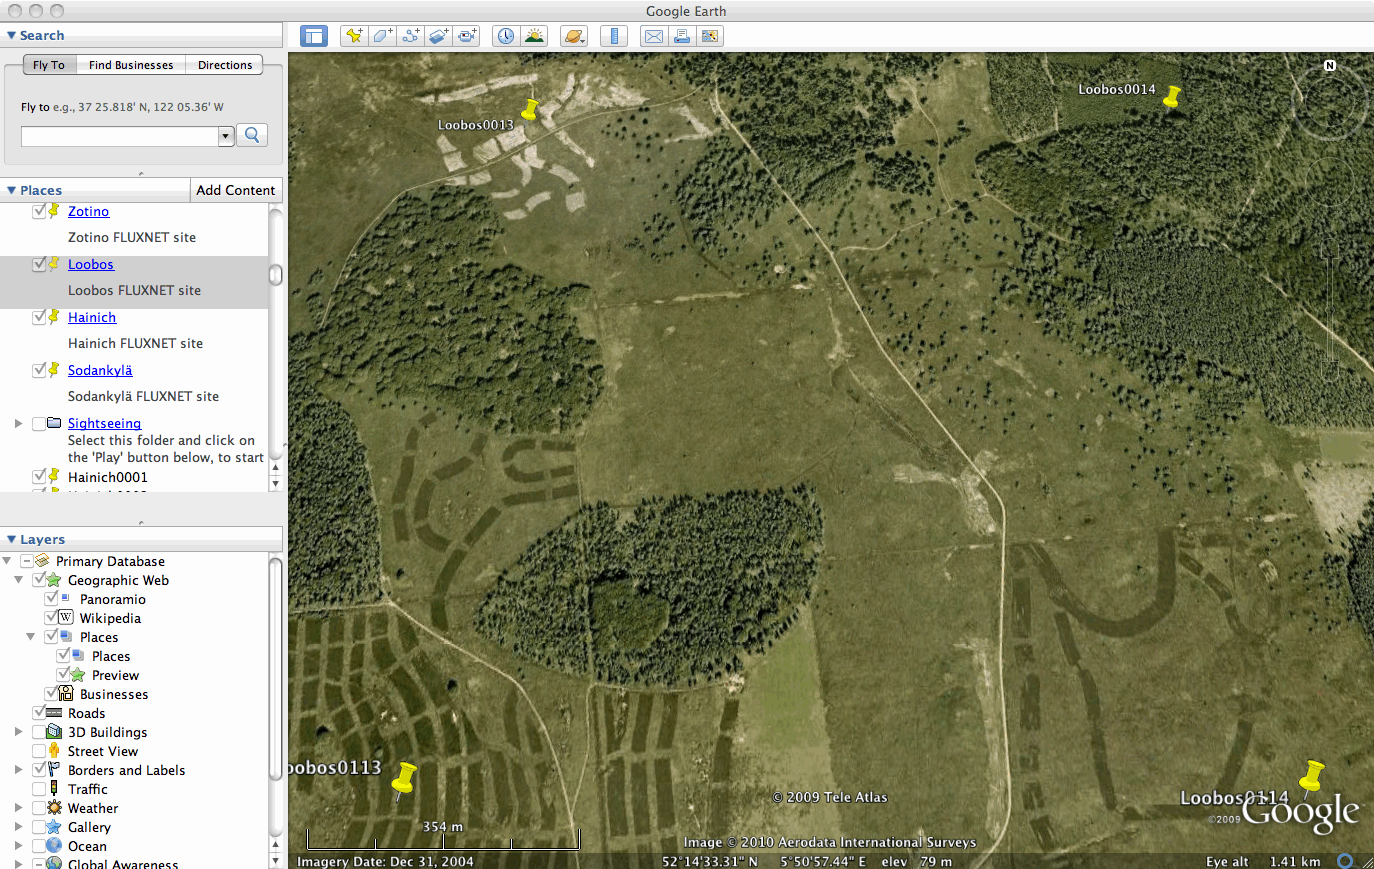 Google Earth
Search
Fly To
Find Businesses
Directions
Fly to e.g., 37 25.818' N, 122 05.36' W
Places
Add Content
Zotino
Zotino FLUXNET site
Loobos
Loobos FLUXNET site
Hainich
Hainich FLUXNET site
Sodankylä
Sodankylä FLUXNET site
Sightseeing
Select this folder and click on
the 'Play' button below, to start
Hainich0001
Layers
Primary Database
Geographic Web
Panoramio
W Wikipedia
Places
Places
Preview
Businesses
Roads
3D Buildings
Street View
Borders and Labels
Traffic
Weather
Gallery
Ocean
Global Awareness
N
Loobos0013
Loobos0014
oobos0113
Loobos0114
354 m
© 2009 Tele Atlas
©2009 Google
Image © 2010 Aerodata International Surveys
Imagery Date: Dec 31, 2004
52°14'33.31" N 5°50'57.44" E elev 79 m
Eye alt 1.41 km